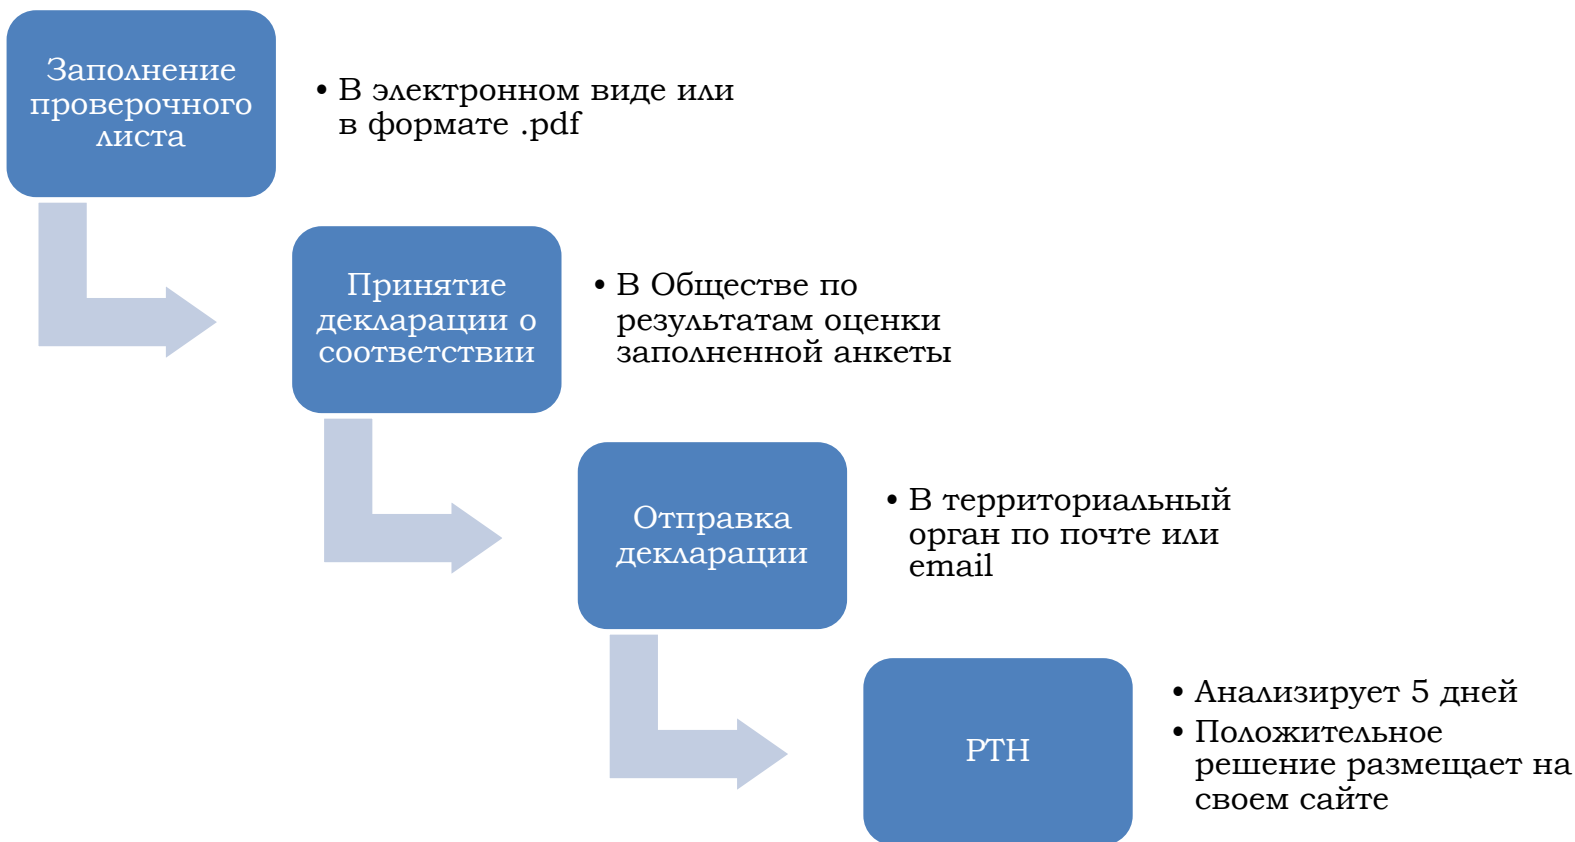 Заполнение
проверочного
листа
• В электронном виде или
в формате .pdf
Принятие
декларации о
соответствии
• В Обществе по
результатам оценки
заполненной анкеты
Отправка
декларации
• В территориальный
орган по почте или
email
РТН
• Анализирует 5 дней
• Положительное
решение размещает на
своем сайте